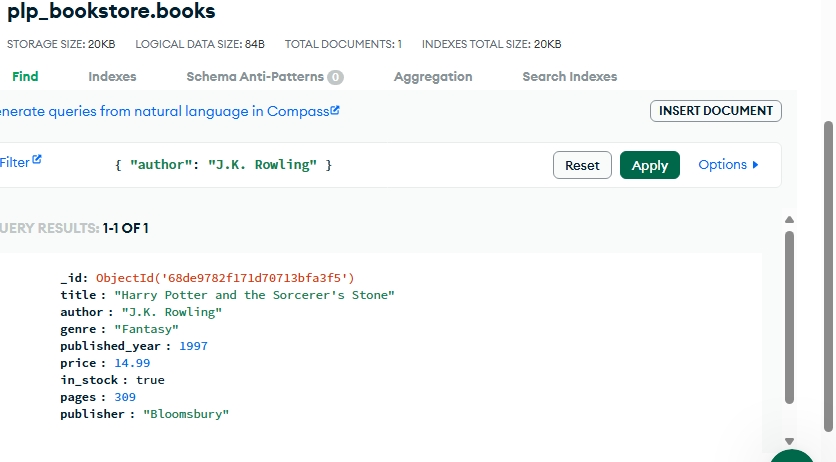 plp_bookstore.books
STORAGE SIZE: 20KB LOGICAL DATA SIZE: 84B TOTAL DOCUMENTS: 1 INDEXES TOTAL SIZE: 20KB
Find Indexes Schema Anti-Patterns 0 Aggregation Search Indexes
enerate queries from natural language in Compass
INSERT DOCUMENT
Filter { "author": "J.K. Rowling" } Reset Apply Options
UERY RESULTS: 1-1 OF 1
_id: ObjectId('68de9782f171d70713bfa3f5')
title : "Harry Potter and the Sorcerer's Stone"
author : "J.K. Rowling"
genre : "Fantasy"
published_year : 1997
price : 14.99
in_stock : true
pages : 309
publisher : "Bloomsbury"